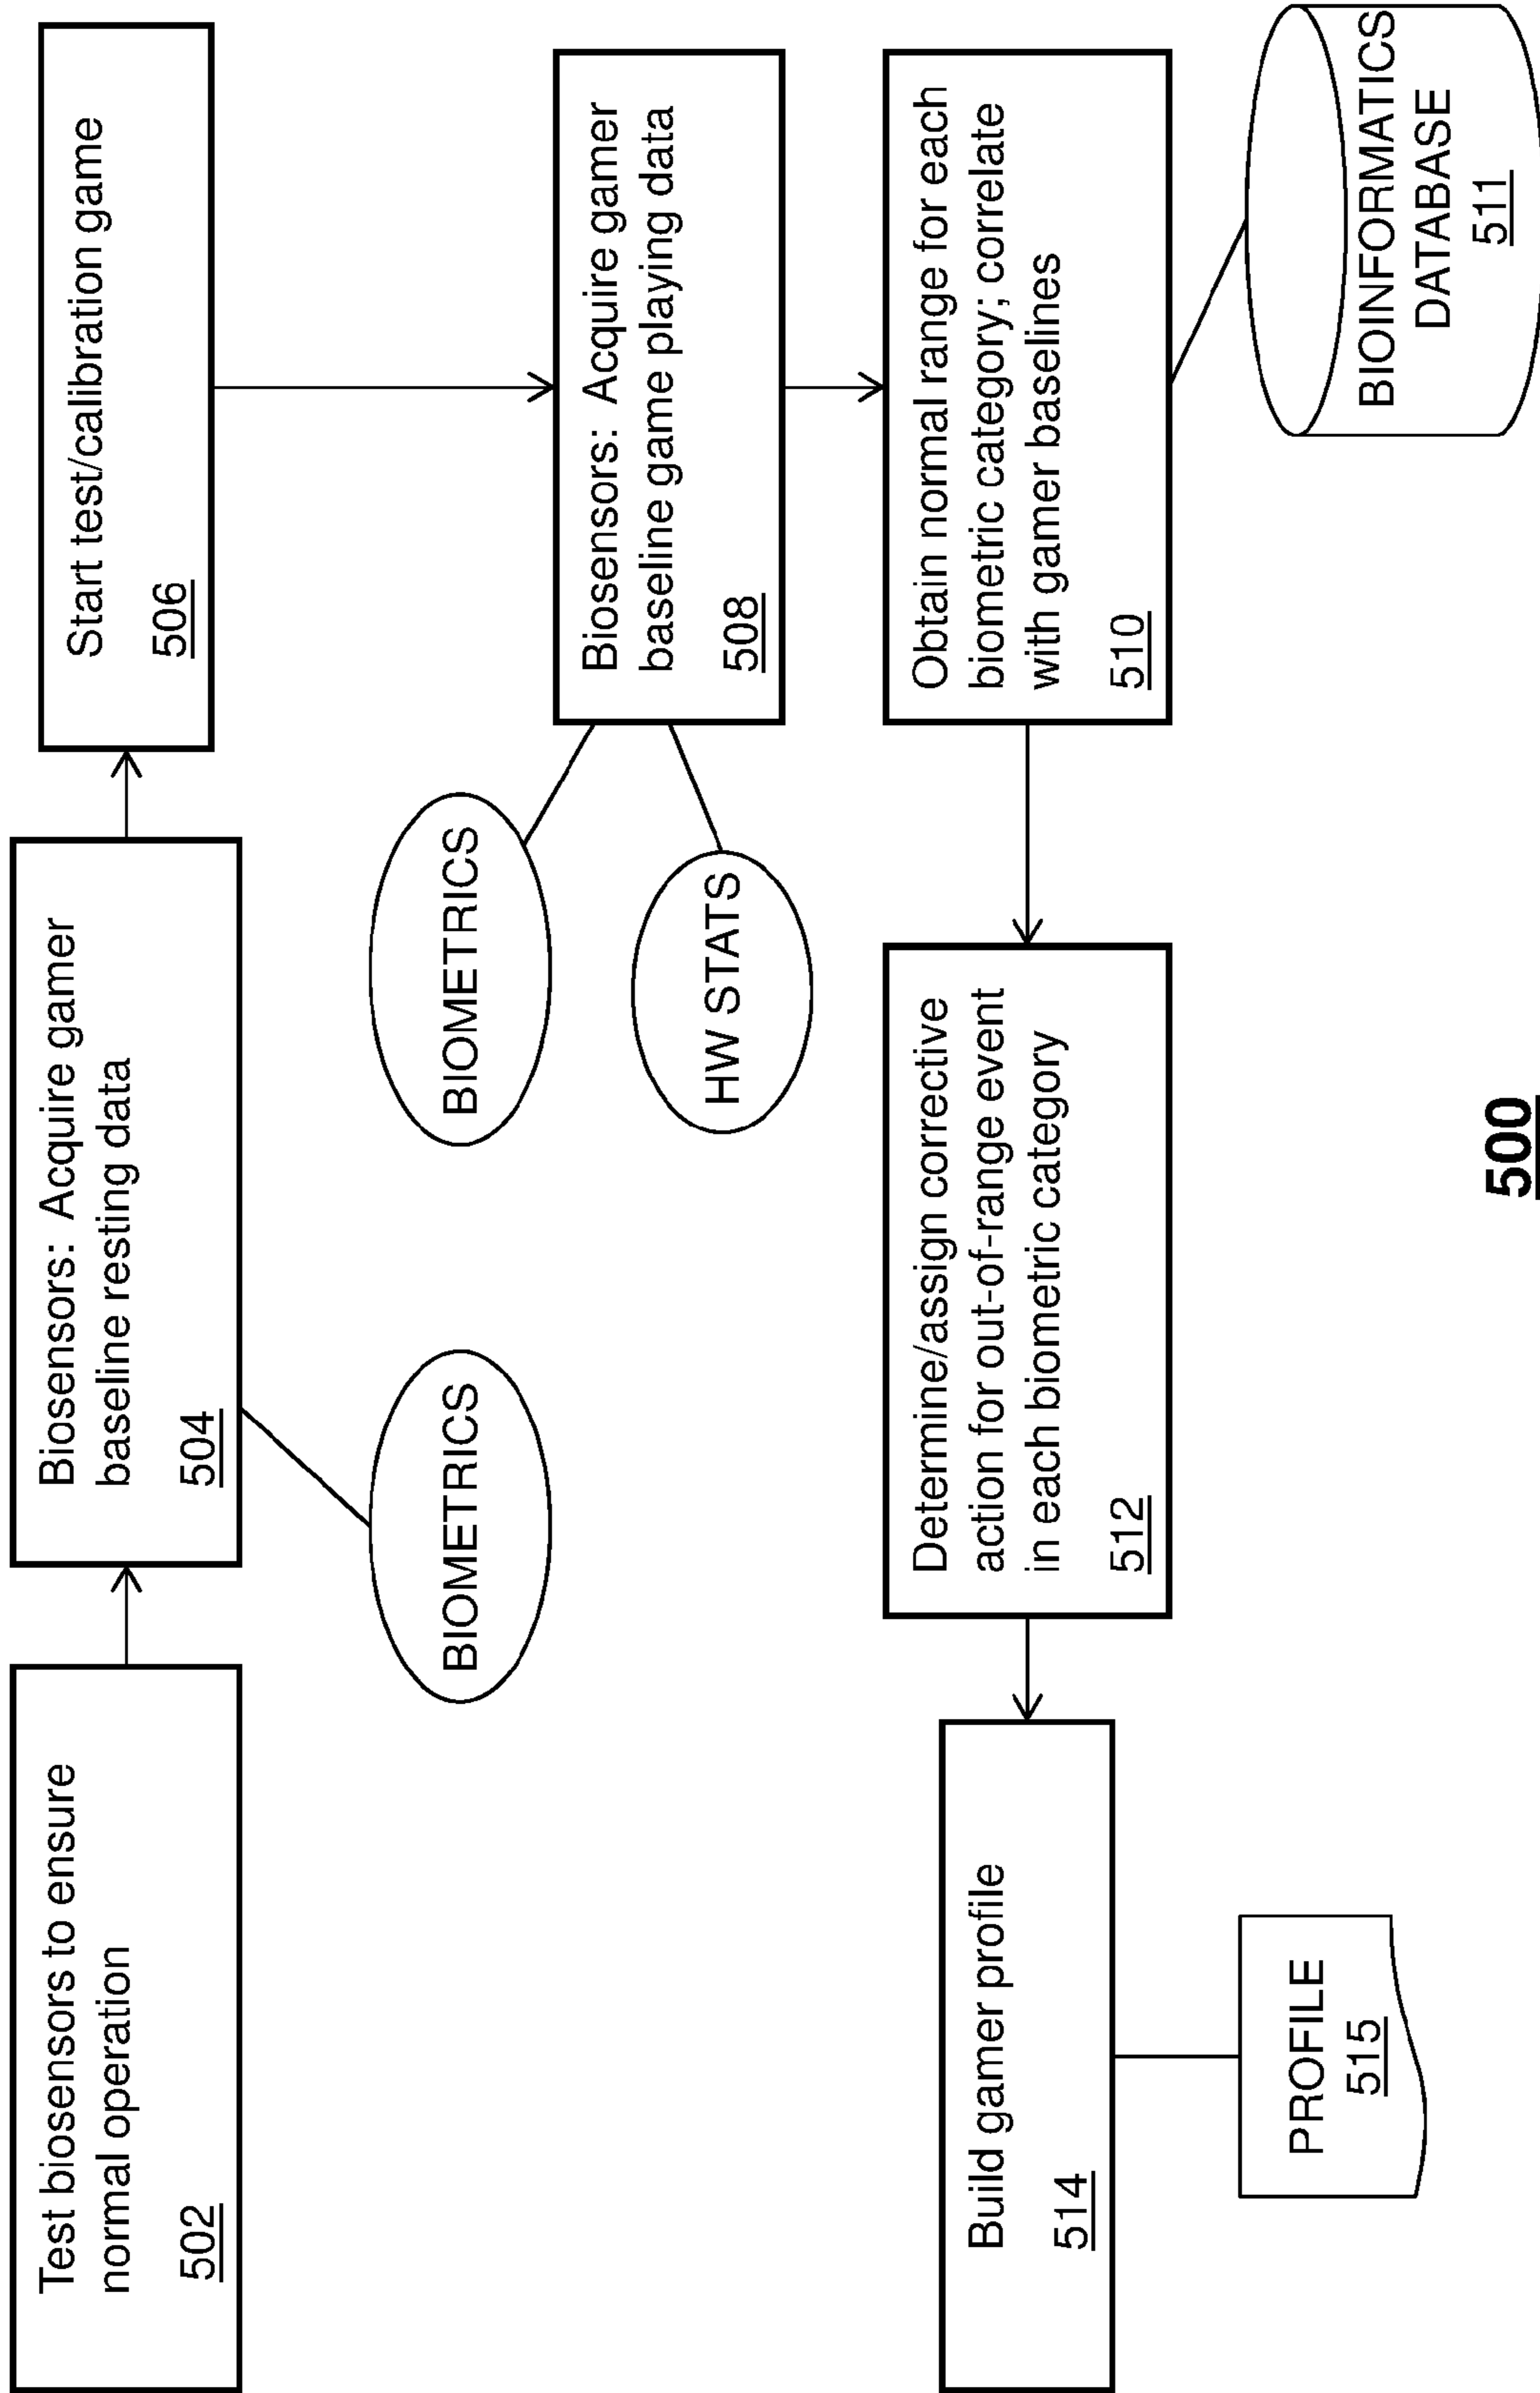 Test biosensors to ensure
normal operation
502
Biosensors: Acquire gamer
baseline resting data
504
BIOMETRICS
Start test/calibration game
506
Biosensors: Acquire gamer
baseline game playing data
508
BIOMETRICS
HW STATS
Obtain normal range for each
biometric category; correlate
with gamer baselines
510
BIOINFORMATICS
DATABASE
511
Determine/assign corrective
action for out-of-range event
in each biometric category
512
Build gamer profile
514
PROFILE
515
500